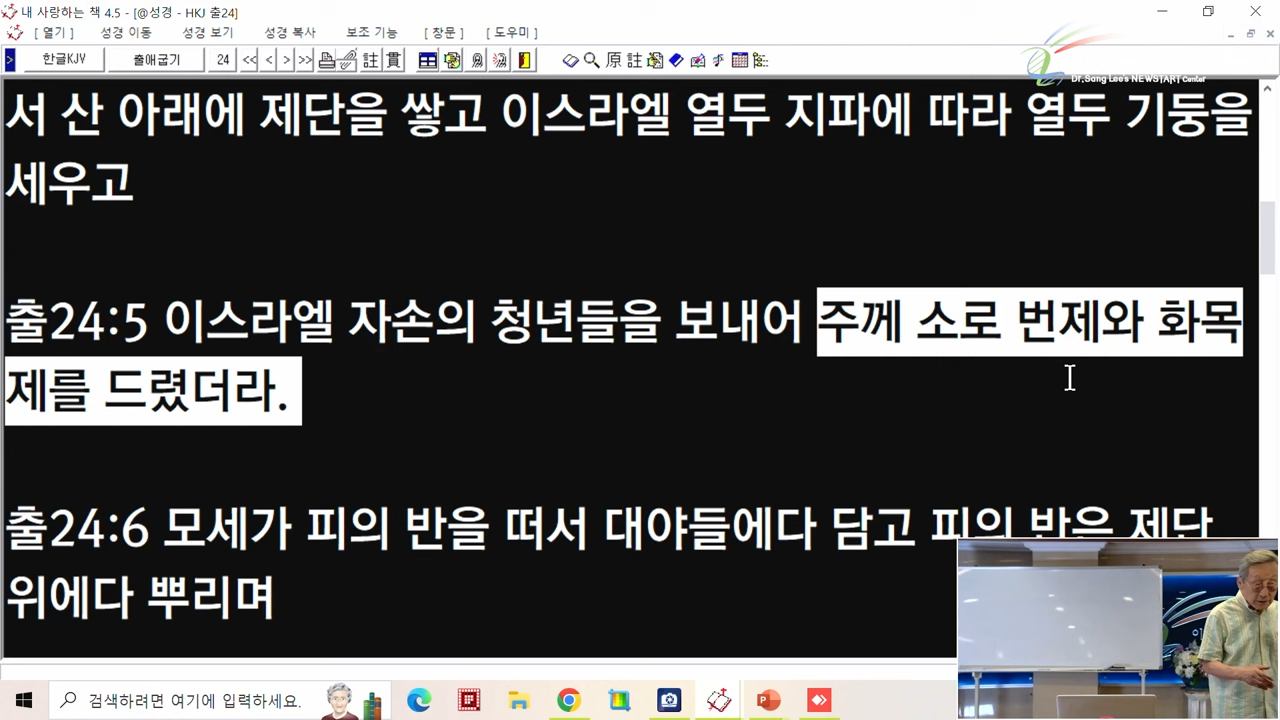 내 사랑하는 책 4.5 - [@성경 - HKJ 출24]
[ 열기 ] 성경 이동 성경 보기 성경 복사 보조 기능 [ 창문 ] [ 도우미 ]
한글KJV 출애굽기 24 << < > >> 註 貫 原 註
Dr.Sang Lee's NEWSTART Center
서 산 아래에 제단을 쌓고 이스라엘 열두 지파에 따라 열두 기둥을
세우고
출24:5 이스라엘 자손의 청년들을 보내어 주께 소로 번제와 화목
제를 드렸더라.
출24:6 모세가 피의 반을 떠서 대야들에다 담고 피의 반은 제단
위에다 뿌리며
검색하려면 여기에 입력하세요.